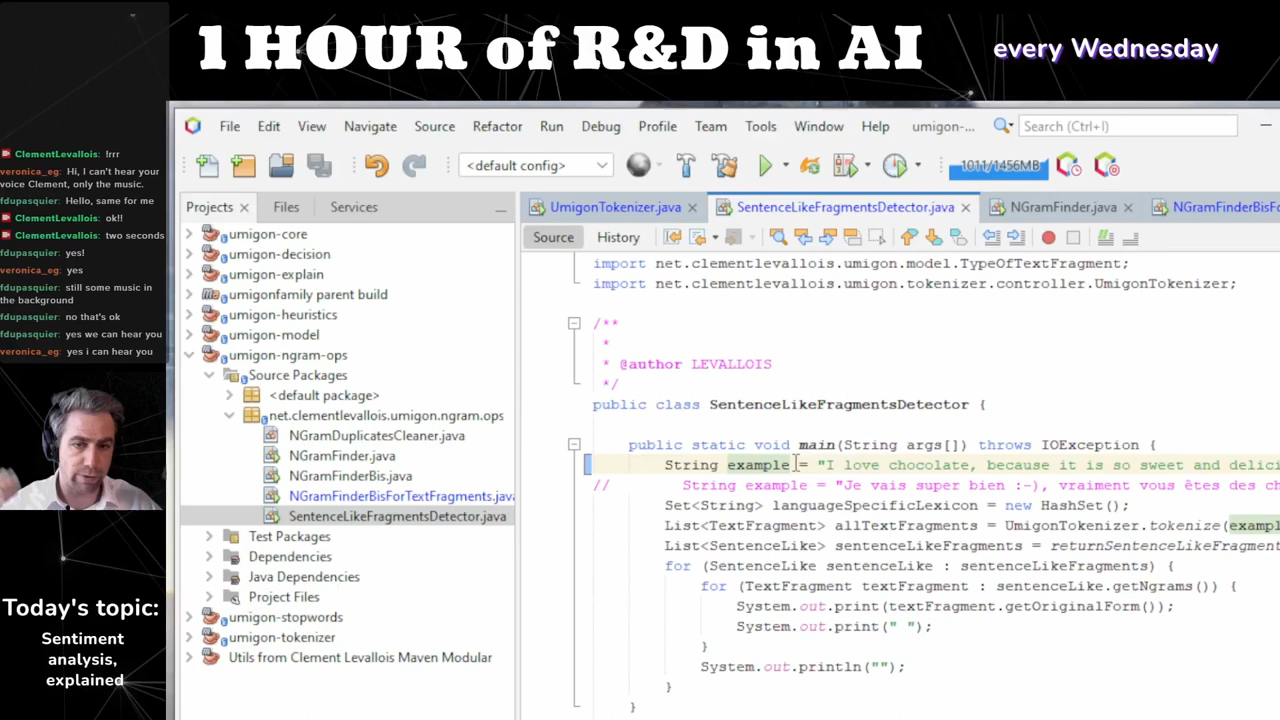 1 HOUR of R&D in AI
every Wednesday
ClementLevallois: !rrr
veronica_eg: Hi, I can't hear your
voice Clement, only the music.
fdupasquier: Hello, same for me
ClementLevallois: ok!!
ClementLevallois: two seconds
fdupasquier: yes!
veronica_eg: yes
fdupasquier: still some music in
the background
fdupasquier: no that's ok
fdupasquier: yes we can hear you
veronica_eg: yes i can hear you
Today's topic:
Sentiment
analysis,
explained
File Edit View Navigate Source Refactor Run Debug Profile Team Tools Window Help umigon-... Search (Ctrl+I)
<default config> 1011/1456MB
Projects Files Services
umigon-core
umigon-decision
umigon-explain
umigonfamily parent build
umigon-heuristics
umigon-model
umigon-ngram-ops
Source Packages
<default package>
net.clementlevallois.umigon.ngram.ops
NGramDuplicatesCleaner.java
NGramFinder.java
NGramFinderBis.java
NGramFinderBisForTextFragments.java
SentenceLikeFragmentsDetector.java
Test Packages
Dependencies
Java Dependencies
Project Files
umigon-stopwords
umigon-tokenizer
Utils from Clement Levallois Maven Modular
UmigonTokenizer.java SentenceLikeFragmentsDetector.java NGramFinder.java NGramFinderBisFo
Source History
import net.clementlevallois.umigon.model.TypeOfTextFragment;
import net.clementlevallois.umigon.tokenizer.controller.UmigonTokenizer;
/**
*
* @author LEVALLOIS
*/
public class SentenceLikeFragmentsDetector {
public static void main(String args[]) throws IOException {
String example = "I love chocolate, because it is so sweet and delici
// String example = "Je vais super bien :-), vraiment vous êtes des ch
Set<String> languageSpecificLexicon = new HashSet();
List<TextFragment> allTextFragments = UmigonTokenizer.tokenize(exampl
List<SentenceLike> sentenceLikeFragments = returnSentenceLikeFragment
for (SentenceLike sentenceLike : sentenceLikeFragments) {
for (TextFragment textFragment : sentenceLike.getNgrams()) {
System.out.print(textFragment.getOriginalForm());
System.out.print(" ");
}
System.out.println("");
}
}